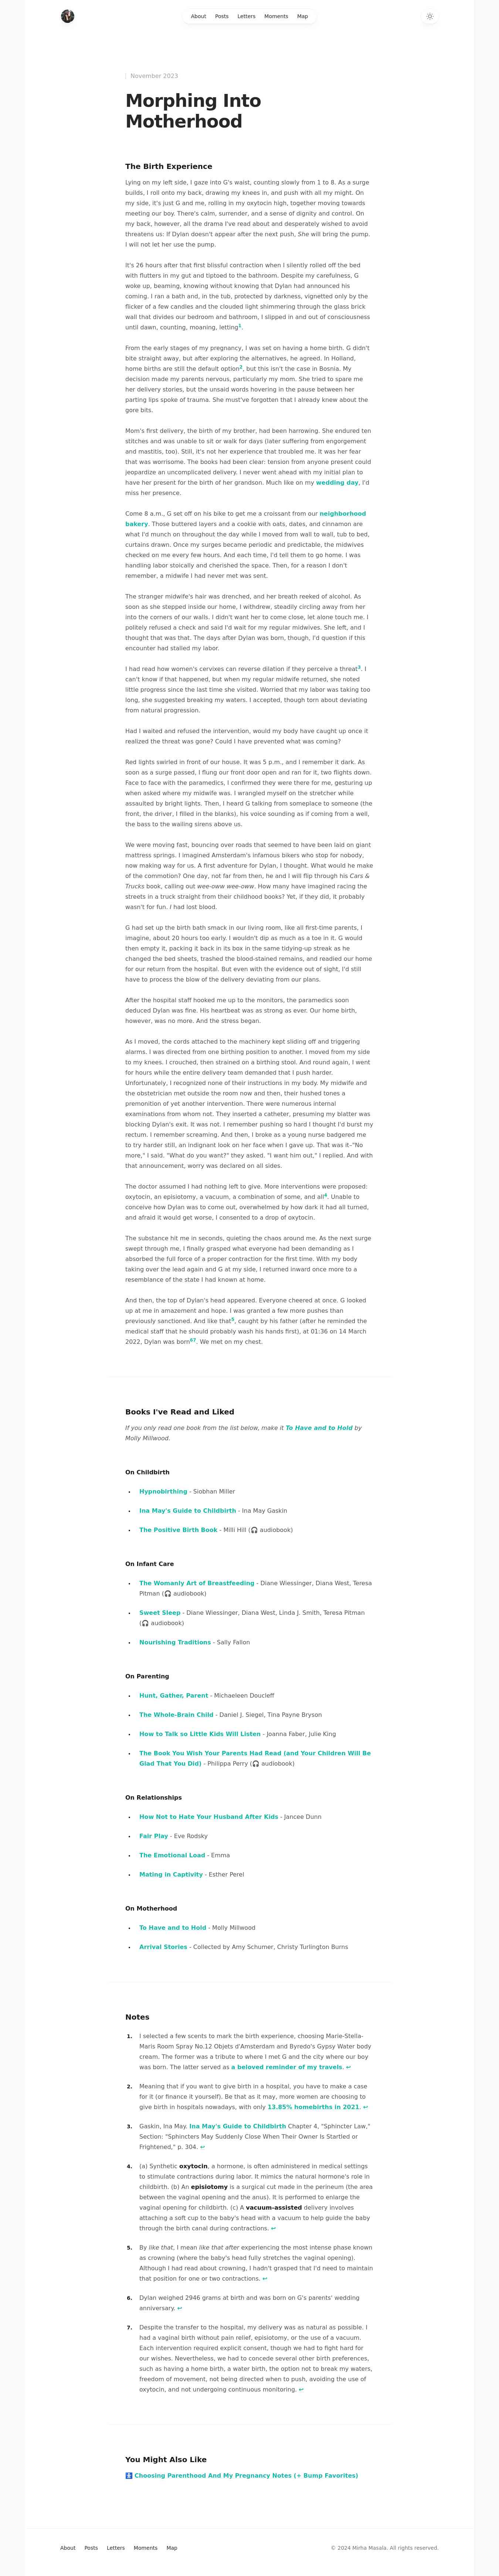 About Posts Letters Moments Map
November 2023
Morphing Into
Motherhood
The Birth Experience
Lying on my left side, I gaze into G's waist, counting slowly from 1 to 8. As a surge
builds, I roll onto my back, drawing my knees in, and push with all my might. On
my side, it's just G and me, rolling in my oxytocin high, together moving towards
meeting our boy. There's calm, surrender, and a sense of dignity and control. On
my back, however, all the drama I've read about and desperately wished to avoid
threatens us: If Dylan doesn't appear after the next push, She will bring the pump.
I will not let her use the pump.
It's 26 hours after that first blissful contraction when I silently rolled off the bed
with flutters in my gut and tiptoed to the bathroom. Despite my carefulness, G
woke up, beaming, knowing without knowing that Dylan had announced his
coming. I ran a bath and, in the tub, protected by darkness, vignetted only by the
flicker of a few candles and the clouded light shimmering through the glass brick
wall that divides our bedroom and bathroom, I slipped in and out of consciousness
until dawn, counting, moaning, letting1.
From the early stages of my pregnancy, I was set on having a home birth. G didn't
bite straight away, but after exploring the alternatives, he agreed. In Holland,
home births are still the default option2, but this isn't the case in Bosnia. My
decision made my parents nervous, particularly my mom. She tried to spare me
her delivery stories, but the unsaid words hovering in the pause between her
parting lips spoke of trauma. She must've forgotten that I already knew about the
gore bits.
Mom's first delivery, the birth of my brother, had been harrowing. She endured ten
stitches and was unable to sit or walk for days (later suffering from engorgement
and mastitis, too). Still, it's not her experience that troubled me. It was her fear
that was worrisome. The books had been clear: tension from anyone present could
jeopardize an uncomplicated delivery. I never went ahead with my initial plan to
have her present for the birth of her grandson. Much like on my wedding day, I'd
miss her presence.
Come 8 a.m., G set off on his bike to get me a croissant from our neighborhood
bakery. Those buttered layers and a cookie with oats, dates, and cinnamon are
what I'd munch on throughout the day while I moved from wall to wall, tub to bed,
curtains drawn. Once my surges became periodic and predictable, the midwives
checked on me every few hours. And each time, I'd tell them to go home. I was
handling labor stoically and cherished the space. Then, for a reason I don't
remember, a midwife I had never met was sent.
The stranger midwife's hair was drenched, and her breath reeked of alcohol. As
soon as she stepped inside our home, I withdrew, steadily circling away from her
into the corners of our walls. I didn't want her to come close, let alone touch me. I
politely refused a check and said I'd wait for my regular midwives. She left, and I
thought that was that. The days after Dylan was born, though, I'd question if this
encounter had stalled my labor.
I had read how women's cervixes can reverse dilation if they perceive a threat3. I
can't know if that happened, but when my regular midwife returned, she noted
little progress since the last time she visited. Worried that my labor was taking too
long, she suggested breaking my waters. I accepted, though torn about deviating
from natural progression.
Had I waited and refused the intervention, would my body have caught up once it
realized the threat was gone? Could I have prevented what was coming?
Red lights swirled in front of our house. It was 5 p.m., and I remember it dark. As
soon as a surge passed, I flung our front door open and ran for it, two flights down.
Face to face with the paramedics, I confirmed they were there for me, gesturing up
when asked where my midwife was. I wrangled myself on the stretcher while
assaulted by bright lights. Then, I heard G talking from someplace to someone (the
front, the driver, I filled in the blanks), his voice sounding as if coming from a well,
the bass to the wailing sirens above us.
We were moving fast, bouncing over roads that seemed to have been laid on giant
mattress springs. I imagined Amsterdam's infamous bikers who stop for nobody,
now making way for us. A first adventure for Dylan, I thought. What would he make
of the commotion? One day, not far from then, he and I will flip through his Cars &
Trucks book, calling out wee-oww wee-oww. How many have imagined racing the
streets in a truck straight from their childhood books? Yet, if they did, it probably
wasn't for fun. I had lost blood.
G had set up the birth bath smack in our living room, like all first-time parents, I
imagine, about 20 hours too early. I wouldn't dip as much as a toe in it. G would
then empty it, packing it back in its box in the same tidying-up streak as he
changed the bed sheets, trashed the blood-stained remains, and readied our home
for our return from the hospital. But even with the evidence out of sight, I'd still
have to process the blow of the delivery deviating from our plans.
After the hospital staff hooked me up to the monitors, the paramedics soon
deduced Dylan was fine. His heartbeat was as strong as ever. Our home birth,
however, was no more. And the stress began.
As I moved, the cords attached to the machinery kept sliding off and triggering
alarms. I was directed from one birthing position to another. I moved from my side
to my knees. I crouched, then strained on a birthing stool. And round again, I went
for hours while the entire delivery team demanded that I push harder.
Unfortunately, I recognized none of their instructions in my body. My midwife and
the obstetrician met outside the room now and then, their hushed tones a
premonition of yet another intervention. There were numerous internal
examinations from whom not. They inserted a catheter, presuming my blatter was
blocking Dylan's exit. It was not. I remember pushing so hard I thought I'd burst my
rectum. I remember screaming. And then, I broke as a young nurse badgered me
to try harder still, an indignant look on her face when I gave up. That was it–"No
more," I said. "What do you want?" they asked. "I want him out," I replied. And with
that announcement, worry was declared on all sides.
The doctor assumed I had nothing left to give. More interventions were proposed:
oxytocin, an episiotomy, a vacuum, a combination of some, and all4. Unable to
conceive how Dylan was to come out, overwhelmed by how dark it had all turned,
and afraid it would get worse, I consented to a drop of oxytocin.
The substance hit me in seconds, quieting the chaos around me. As the next surge
swept through me, I finally grasped what everyone had been demanding as I
absorbed the full force of a proper contraction for the first time. With my body
taking over the lead again and G at my side, I returned inward once more to a
resemblance of the state I had known at home.
And then, the top of Dylan's head appeared. Everyone cheered at once. G looked
up at me in amazement and hope. I was granted a few more pushes than
previously sanctioned. And like that5, caught by his father (after he reminded the
medical staff that he should probably wash his hands first), at 01:36 on 14 March
2022, Dylan was born67. We met on my chest.
Books I've Read and Liked
If you only read one book from the list below, make it To Have and to Hold by
Molly Millwood.
On Childbirth
• Hypnobirthing - Siobhan Miller
• Ina May's Guide to Childbirth - Ina May Gaskin
• The Positive Birth Book - Milli Hill (🎧 audiobook)
On Infant Care
• The Womanly Art of Breastfeeding - Diane Wiessinger, Diana West, Teresa
Pitman (🎧 audiobook)
• Sweet Sleep - Diane Wiessinger, Diana West, Linda J. Smith, Teresa Pitman
(🎧 audiobook)
• Nourishing Traditions - Sally Fallon
On Parenting
• Hunt, Gather, Parent - Michaeleen Doucleff
• The Whole-Brain Child - Daniel J. Siegel, Tina Payne Bryson
• How to Talk so Little Kids Will Listen - Joanna Faber, Julie King
• The Book You Wish Your Parents Had Read (and Your Children Will Be
Glad That You Did) - Philippa Perry (🎧 audiobook)
On Relationships
• How Not to Hate Your Husband After Kids - Jancee Dunn
• Fair Play - Eve Rodsky
• The Emotional Load - Emma
• Mating in Captivity - Esther Perel
On Motherhood
• To Have and to Hold - Molly Millwood
• Arrival Stories - Collected by Amy Schumer, Christy Turlington Burns
Notes
1. I selected a few scents to mark the birth experience, choosing Marie-Stella-
Maris Room Spray No.12 Objets d'Amsterdam and Byredo's Gypsy Water body
cream. The former was a tribute to where I met G and the city where our boy
was born. The latter served as a beloved reminder of my travels. ↩
2. Meaning that if you want to give birth in a hospital, you have to make a case
for it (or finance it yourself). Be that as it may, more women are choosing to
give birth in hospitals nowadays, with only 13.85% homebirths in 2021. ↩
3. Gaskin, Ina May. Ina May's Guide to Childbirth Chapter 4, "Sphincter Law,"
Section: "Sphincters May Suddenly Close When Their Owner Is Startled or
Frightened," p. 304. ↩
4. (a) Synthetic oxytocin, a hormone, is often administered in medical settings
to stimulate contractions during labor. It mimics the natural hormone's role in
childbirth. (b) An episiotomy is a surgical cut made in the perineum (the area
between the vaginal opening and the anus). It is performed to enlarge the
vaginal opening for childbirth. (c) A vacuum-assisted delivery involves
attaching a soft cup to the baby's head with a vacuum to help guide the baby
through the birth canal during contractions. ↩
5. By like that, I mean like that after experiencing the most intense phase known
as crowning (where the baby's head fully stretches the vaginal opening).
Although I had read about crowning, I hadn't grasped that I'd need to maintain
that position for one or two contractions. ↩
6. Dylan weighed 2946 grams at birth and was born on G's parents' wedding
anniversary. ↩
7. Despite the transfer to the hospital, my delivery was as natural as possible. I
had a vaginal birth without pain relief, episiotomy, or the use of a vacuum.
Each intervention required explicit consent, though we had to fight hard for
our wishes. Nevertheless, we had to concede several other birth preferences,
such as having a home birth, a water birth, the option not to break my waters,
freedom of movement, not being directed when to push, avoiding the use of
oxytocin, and not undergoing continuous monitoring. ↩
You Might Also Like
🚺 Choosing Parenthood And My Pregnancy Notes (+ Bump Favorites)
About Posts Letters Moments Map
© 2024 Mirha Masala. All rights reserved.